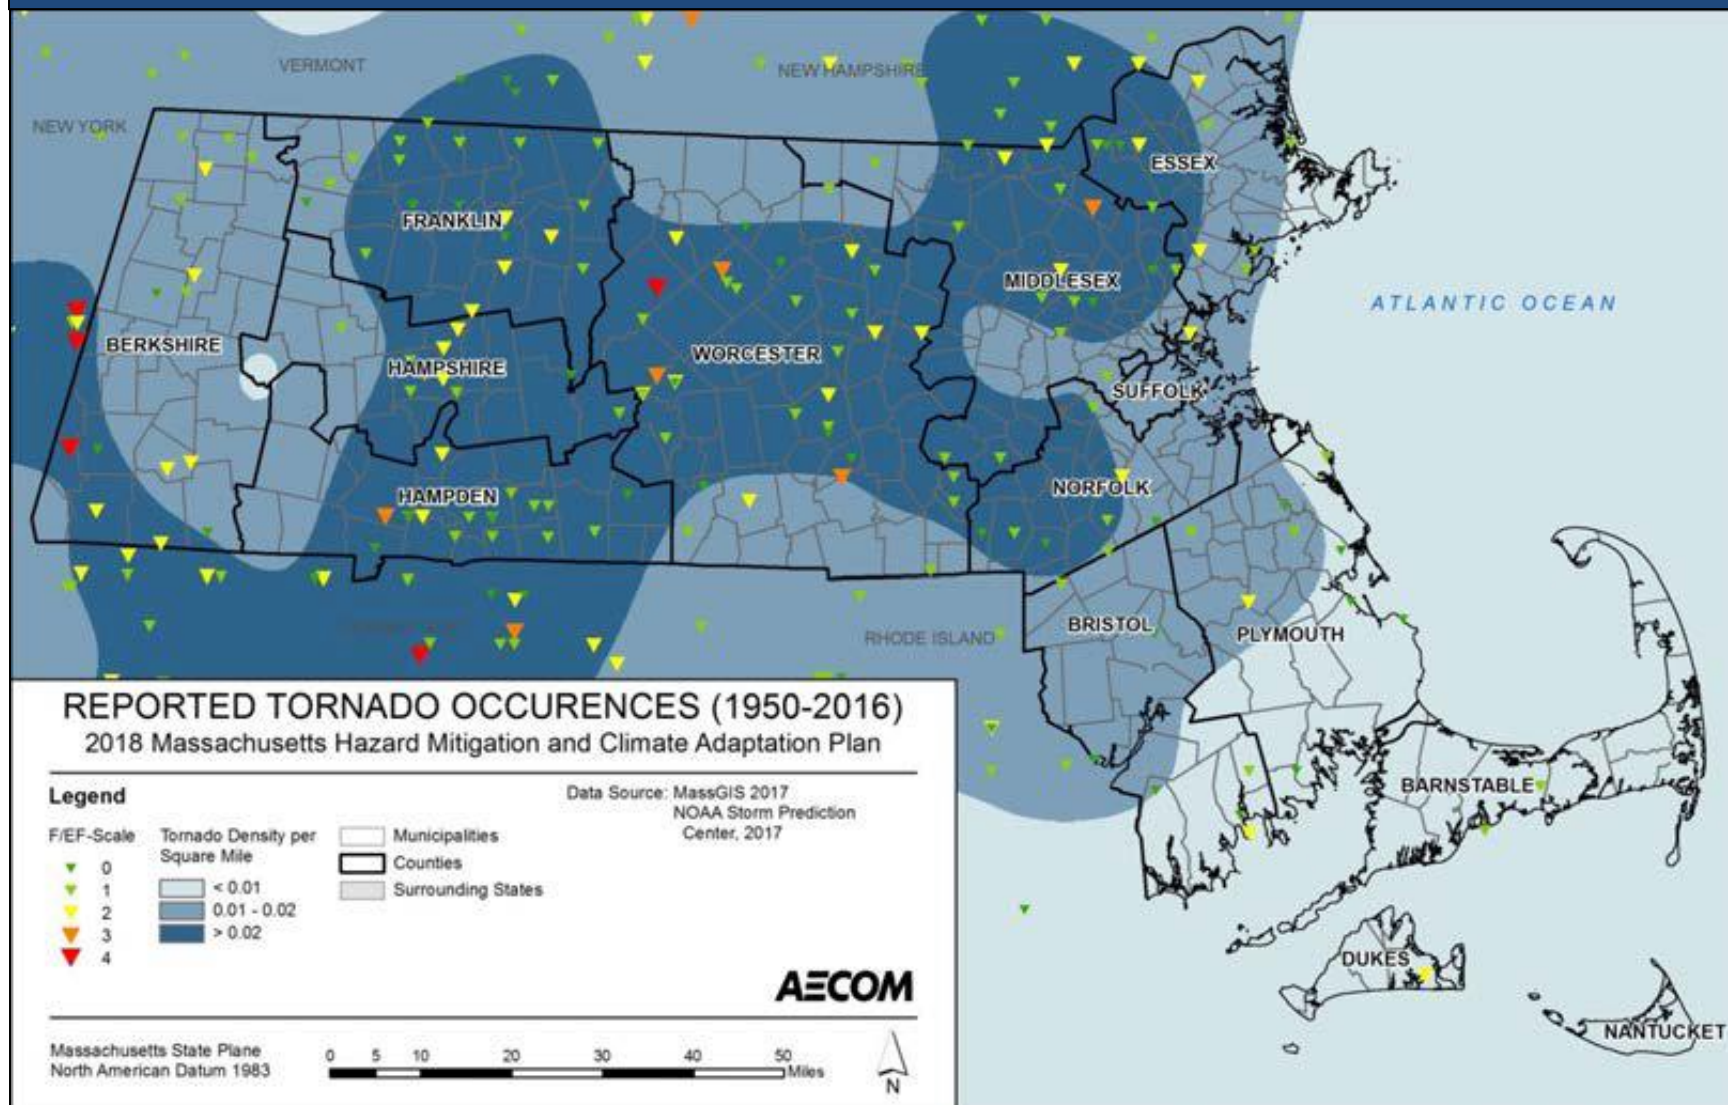 VERMONT
NEW HAMPSHIRE
NEW YORK
ESSEX
FRANKLIN
MIDDLESEX
ATLANTIC OCEAN
BERKSHIRE
WORCESTER
HAMPSHIRE
SUFFOLK
HAMPDEN
NORFOLK
BRISTOL
PLYMOUTH
RHODE ISLAND
BARNSTABLE
DUKES
NANTUCKET
REPORTED TORNADO OCCURENCES (1950-2016)
2018 Massachusetts Hazard Mitigation and Climate Adaptation Plan
Legend
F/EF-Scale
0
1
2
3
4
Tornado Density per
Square Mile
< 0.01
0.01 - 0.02
> 0.02
Municipalities
Counties
Surrounding States
Data Source: MassGIS 2017
NOAA Storm Prediction
Center, 2017
AECOM
Massachusetts State Plane
North American Datum 1983
0 5 10 20 30 40 50
Miles
N